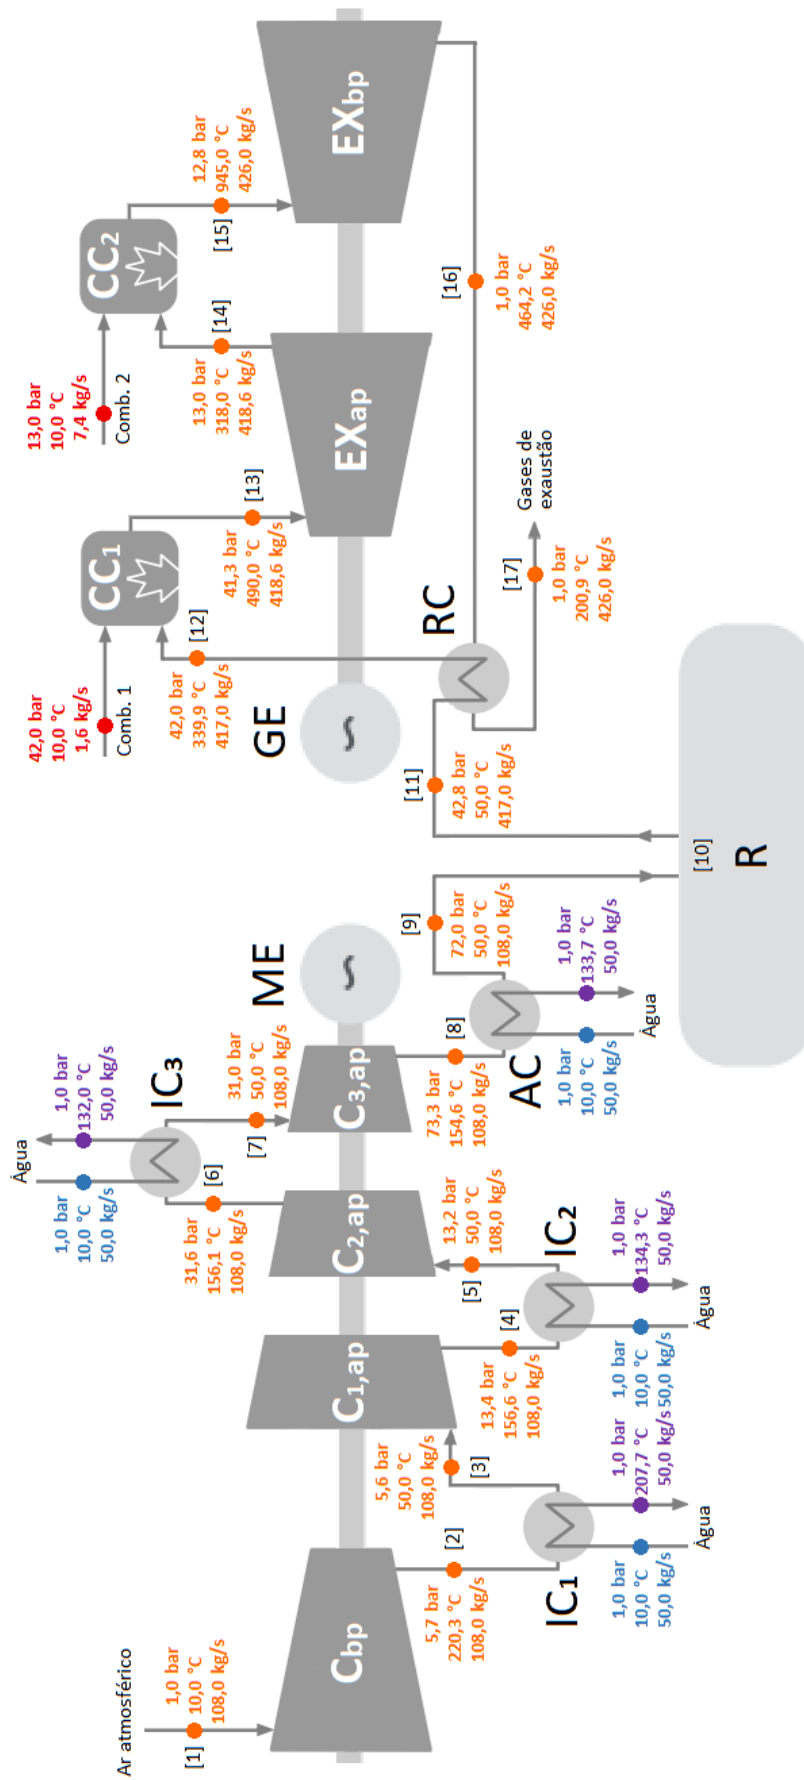 Ar atmosférico
1,0 bar
10,0 °C
108,0 kg/s
[1]
Cbp
5,7 bar
220,3 °C
108,0 kg/s
[2]
IC1
1,0 bar
10,0 °C
50,0 kg/s
1,0 bar
207,7 °C
50,0 kg/s
Água
5,6 bar
50,0 °C
108,0 kg/s
[3]
C1,ap
13,4 bar
156,6 °C
108,0 kg/s
[4]
IC2
1,0 bar
10,0 °C
50,0 kg/s
1,0 bar
134,3 °C
50,0 kg/s
Água
13,2 bar
50,0 °C
108,0 kg/s
[5]
C2,ap
31,6 bar
156,1 °C
108,0 kg/s
[6]
IC3
Água
1,0 bar
10,0 °C
50,0 kg/s
1,0 bar
132,0 °C
50,0 kg/s
31,0 bar
50,0 °C
108,0 kg/s
[7]
C3,ap
ME
~
73,3 bar
154,6 °C
108,0 kg/s
[8]
AC
1,0 bar
10,0 °C
50,0 kg/s
1,0 bar
133,7 °C
50,0 kg/s
Água
72,0 bar
50,0 °C
108,0 kg/s
[9]
[10]
R
[11]
42,8 bar
50,0 °C
417,0 kg/s
RC
GE
~
42,0 bar
339,9 °C
417,0 kg/s
[12]
42,0 bar
10,0 °C
1,6 kg/s
Comb. 1
CC1
41,3 bar
490,0 °C
418,6 kg/s
[13]
EXap
13,0 bar
318,0 °C
418,6 kg/s
[14]
13,0 bar
10,0 °C
7,4 kg/s
Comb. 2
CC2
12,8 bar
945,0 °C
426,0 kg/s
[15]
EXbp
[16]
1,0 bar
464,2 °C
426,0 kg/s
[17]
1,0 bar
200,9 °C
426,0 kg/s
Gases de
exaustão